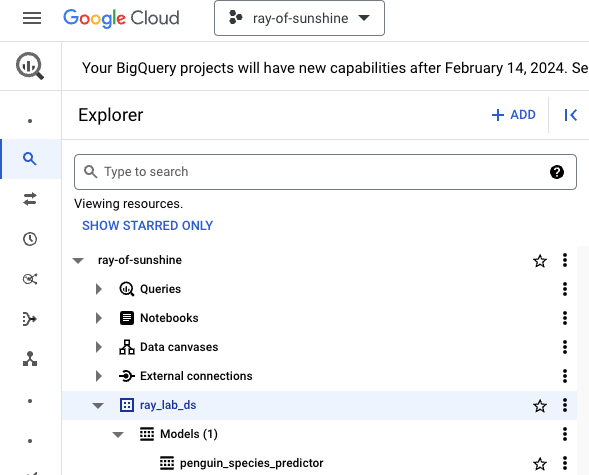 Google Cloud
ray-of-sunshine
Your BigQuery projects will have new capabilities after February 14, 2024. Se
Explorer
+ ADD
Type to search
?
Viewing resources.
SHOW STARRED ONLY
ray-of-sunshine
Queries
Notebooks
Data canvases
External connections
ray_lab_ds
Models (1)
penguin_species_predictor